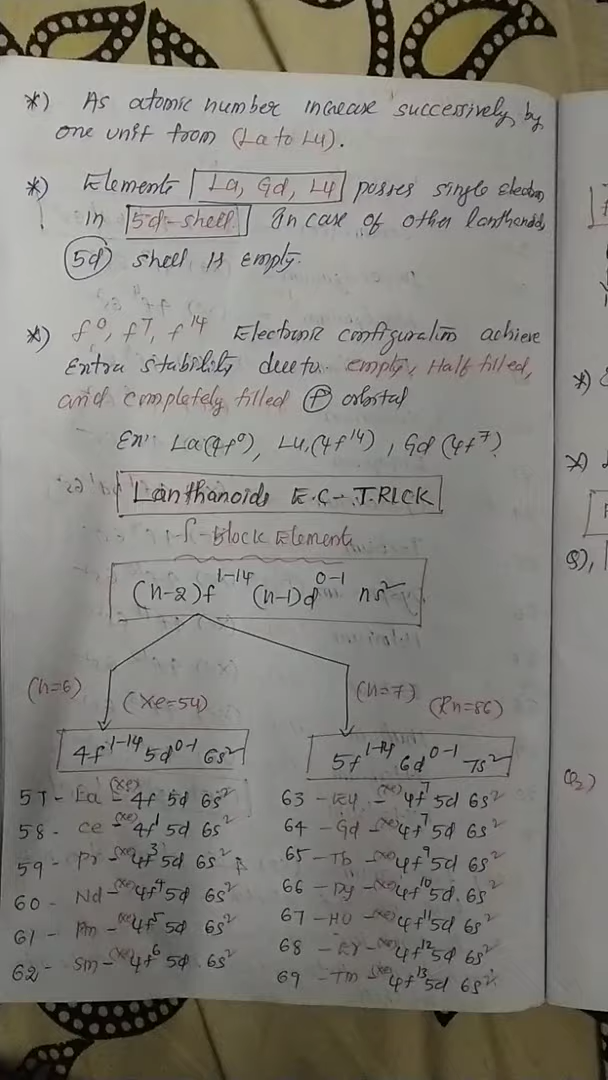 *) As atomic number increase successively, by
one unit from (La to Lu).
*) Elements La, Gd, Lu posses single electron
in 5d-shell. In case of other lanthanoids
5d shell is empty.
*) f⁰, f⁷, f¹⁴ Electronic configuration achieve
Extra stability due to empty, Half filled,
and completely filled f orbital
Ex: La(4f⁰), Lu(4f¹⁴), Gd(4f⁷)
Lanthanoids E.C-TRICK
f-Block Elements
(n-2)f¹⁻¹⁴ (n-1)d⁰⁻¹ ns²
(n=6) (Xe=54) (n=7) (Rn=86)
4f¹⁻¹⁴ 5d⁰⁻¹ 6s² 5f¹⁻¹⁴ 6d⁰⁻¹ 7s²
57- La - (Xe) 4f 5d 6s² 63 - Eu - (Xe) 4f⁷ 5d 6s²
58- Ce - (Xe) 4f¹ 5d 6s² 64 - Gd - (Xe) 4f⁷ 5d 6s²
59- Pr - (Xe) 4f³ 5d 6s² 65 - Tb - (Xe) 4f⁹ 5d 6s²
60- Nd - (Xe) 4f⁴ 5d 6s² 66 - Dy - (Xe) 4f¹⁰ 5d 6s²
61- Pm - (Xe) 4f⁵ 5d 6s² 67 - HO - (Xe) 4f¹¹ 5d 6s²
62- Sm - (Xe) 4f⁶ 5d 6s² 68 - Er - (Xe) 4f¹² 5d 6s²
69 - Tm - (Xe) 4f¹³ 5d 6s²